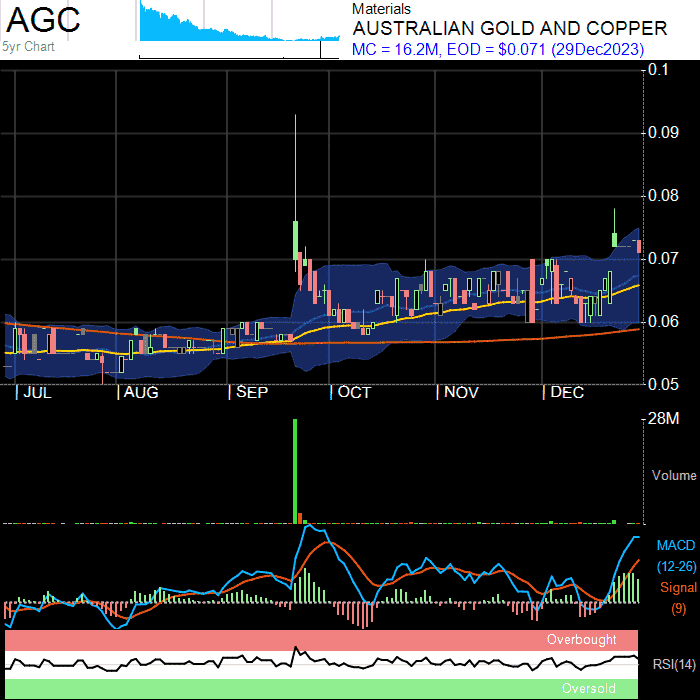 AGC
5yr Chart
Materials
AUSTRALIAN GOLD AND COPPER
MC = 16.2M, EOD = $0.071 (29Dec2023)
0.1
0.09
0.08
0.07
0.06
0.05
| JUL | AUG | SEP | OCT | NOV | DEC
28M
Volume
MACD
(12-26)
Signal
(9)
Overbought
RSI(14)
Oversold